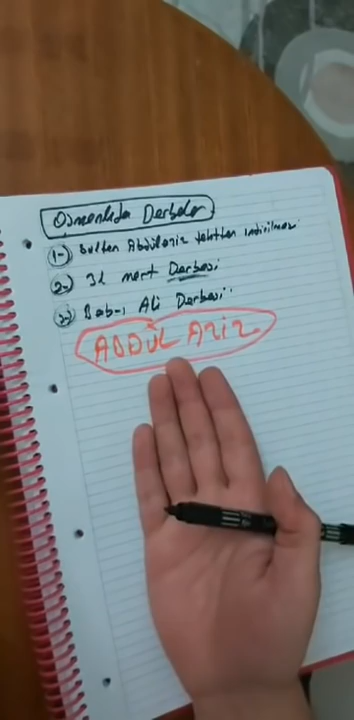 Osmanlıda Darbeler
1-) Sultan Abdülaziz tahttan indirilmesi
2-) 31 mart Darbesi
3-) Bab-ı Ali Darbesi
ABDÜL AZİZ